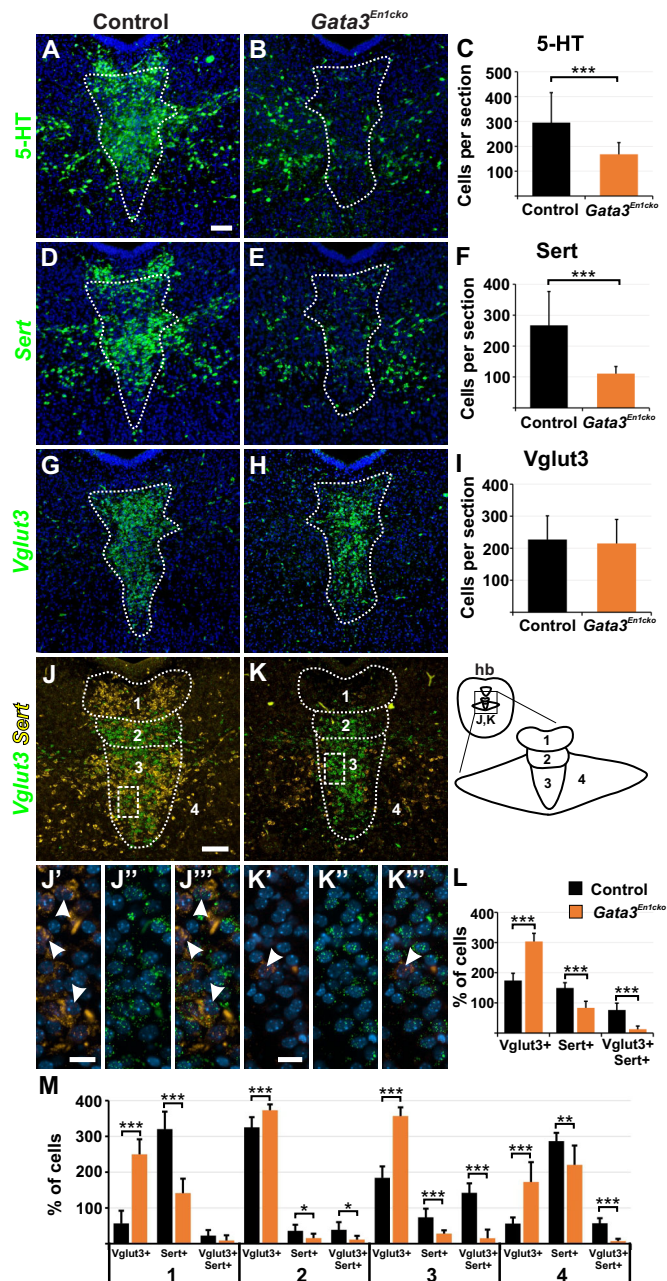 Control
Gata3En1cko
A
B
C
5-HT
5-HT
Cells per section
500
400
300
200
100
***
Control
Gata3En1cko
D
E
F
Sert
Sert
Cells per section
400
300
200
100
***
Control
Gata3En1cko
G
H
I
Vglut3
Vglut3
Cells per section
400
300
200
100
Control
Gata3En1cko
J
K
Vglut3 Sert
1
2
3
4
1
2
3
4
hb
J,K
1
2
3
4
J'
J''
J'''
K'
K''
K'''
L
Control
Gata3En1cko
% of cells
400
300
200
100
***
***
***
Vglut3+
Sert+
Vglut3+
Sert+
M
% of cells
400
300
200
100
***
***
***
*
*
***
***
***
***
**
***
Vglut3+
Sert+
Vglut3+
Sert+
Vglut3+
Sert+
Vglut3+
Sert+
Vglut3+
Sert+
Vglut3+
Sert+
Vglut3+
Sert+
Vglut3+
Sert+
1
2
3
4